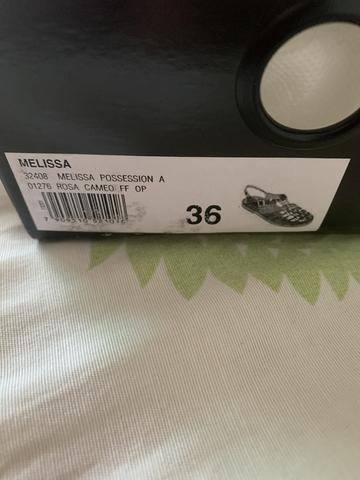 MELISSA
32408 MELISSA POSSESSION A
01276 ROSA CAMEO FF OP
36